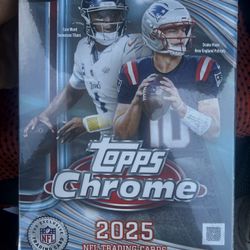 Cam Ward
Tennessee Titans
Drake Maye
New England Patriots
10
Topps
Chrome
NFL
2025
NFL TRADING CARDS